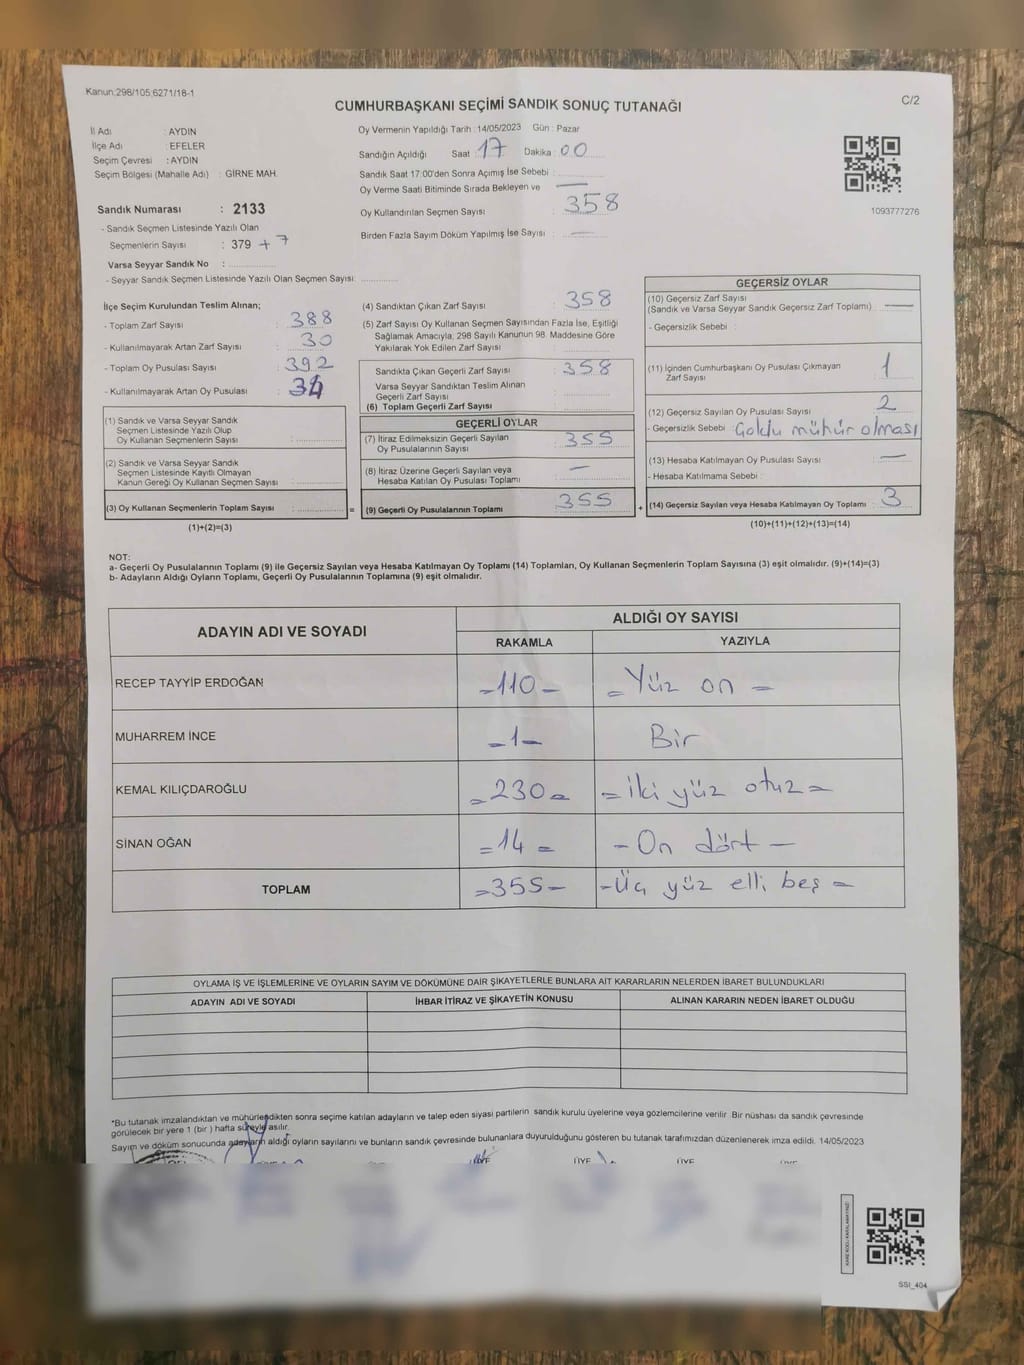 Kanun:298/105,6271/18-1
CUMHURBAŞKANI SEÇİMİ SANDIK SONUÇ TUTANAĞI
C/2
İl Adı : AYDIN
İlçe Adı : EFELER
Seçim Çevresi : AYDIN
Seçim Bölgesi (Mahalle Adı) : GİRNE MAH.
Sandık Numarası : 2133
- Sandık Seçmen Listesinde Yazılı Olan
Seçmenlerin Sayısı : 379 + 7
Varsa Seyyar Sandık No :
- Seyyar Sandık Seçmen Listesinde Yazılı Olan Seçmen Sayısı:
Oy Vermenin Yapıldığı Tarih :14/05/2023 Gün : Pazar
Sandığın Açıldığı Saat : 17 Dakika : 00
Sandık Saat 17:00'den Sonra Açılmış İse Sebebi :
Oy Verme Saati Bitiminde Sırada Bekleyen ve —
Oy Kullandırılan Seçmen Sayısı : 358
Birden Fazla Sayım Döküm Yapılmış İse Sayısı : —
1093777276
İlçe Seçim Kurulundan Teslim Alınan;
- Toplam Zarf Sayısı : 388
- Kullanılmayarak Artan Zarf Sayısı : 30
- Toplam Oy Pusulası Sayısı : 392
- Kullanılmayarak Artan Oy Pusulası : 34
(1) Sandık ve Varsa Seyyar Sandık
Seçmen Listesinde Yazılı Olup
Oy Kullanan Seçmenlerin Sayısı :
(2) Sandık ve Varsa Seyyar Sandık
Seçmen Listesinde Kayıtlı Olmayan
Kanun Gereği Oy Kullanan Seçmen Sayısı :
(3) Oy Kullanan Seçmenlerin Toplam Sayısı : =
(1)+(2)=(3)
(4) Sandıktan Çıkan Zarf Sayısı : 358
(5) Zarf Sayısı Oy Kullanan Seçmen Sayısından Fazla İse, Eşitliği
Sağlamak Amacıyla, 298 Sayılı Kanunun 98. Maddesine Göre
Yakılarak Yok Edilen Zarf Sayısı :
Sandıkta Çıkan Geçerli Zarf Sayısı : 358
Varsa Seyyar Sandıktan Teslim Alınan
Geçerli Zarf Sayısı :
(6) Toplam Geçerli Zarf Sayısı :
GEÇERLİ OYLAR
(7) İtiraz Edilmeksizin Geçerli Sayılan
Oy Pusulalarının Sayısı : 355
(8) İtiraz Üzerine Geçerli Sayılan veya
Hesaba Katılan Oy Pusulası Toplamı : —
(9) Geçerli Oy Pusulalarının Toplamı : 355 +
GEÇERSİZ OYLAR
(10) Geçersiz Zarf Sayısı
(Sandık ve Varsa Seyyar Sandık Geçersiz Zarf Toplamı) : —
- Geçersizlik Sebebi :
(11) İçinden Cumhurbaşkanı Oy Pusulası Çıkmayan
Zarf Sayısı : 1
(12) Geçersiz Sayılan Oy Pusulası Sayısı : 2
- Geçersizlik Sebebi : Çoklu mühür olması
(13) Hesaba Katılmayan Oy Pusulası Sayısı : —
- Hesaba Katılmama Sebebi :
(14) Geçersiz Sayılan veya Hesaba Katılmayan Oy Toplamı : 3
(10)+(11)+(12)+(13)=(14)
NOT:
a- Geçerli Oy Pusulalarının Toplamı (9) ile Geçersiz Sayılan veya Hesaba Katılmayan Oy Toplamı (14) Toplamları, Oy Kullanan Seçmenlerin Toplam Sayısına (3) eşit olmalıdır. (9)+(14)=(3)
b- Adayların Aldığı Oyların Toplamı, Geçerli Oy Pusulalarının Toplamına (9) eşit olmalıdır.
ADAYIN ADI VE SOYADI
ALDIĞI OY SAYISI
RAKAMLA YAZIYLA
RECEP TAYYİP ERDOĞAN –110– = Yüz on =
MUHARREM İNCE =1= Bir
KEMAL KILIÇDAROĞLU =230= =iki yüz otuz=
SİNAN OĞAN =14= –On dört–
TOPLAM =355– –Üç yüz elli beş=
OYLAMA İŞ VE İŞLEMLERİNE VE OYLARIN SAYIM VE DÖKÜMÜNE DAİR ŞİKAYETLERLE BUNLARA AİT KARARLARIN NELERDEN İBARET BULUNDUKLARI
ADAYIN ADI VE SOYADI İHBAR İTİRAZ VE ŞİKAYETİN KONUSU ALINAN KARARIN NEDEN İBARET OLDUĞU
*Bu tutanak imzalandıktan ve mühürlendikten sonra seçime katılan adayların ve talep eden siyasi partilerin sandık kurulu üyelerine veya gözlemcilerine verilir. Bir nüshası da sandık çevresinde
görülecek bir yere 1 (bir ) hafta süreyle asılır.
Sayım ve döküm sonucunda adayların aldığı oyların sayılarını ve bunların sandık çevresinde bulunanlara duyurulduğunu gösteren bu tutanak tarafımızdan düzenlenerek imza edildi. 14/05/2023
ÜYE ÜYE ÜYE
SSI_404